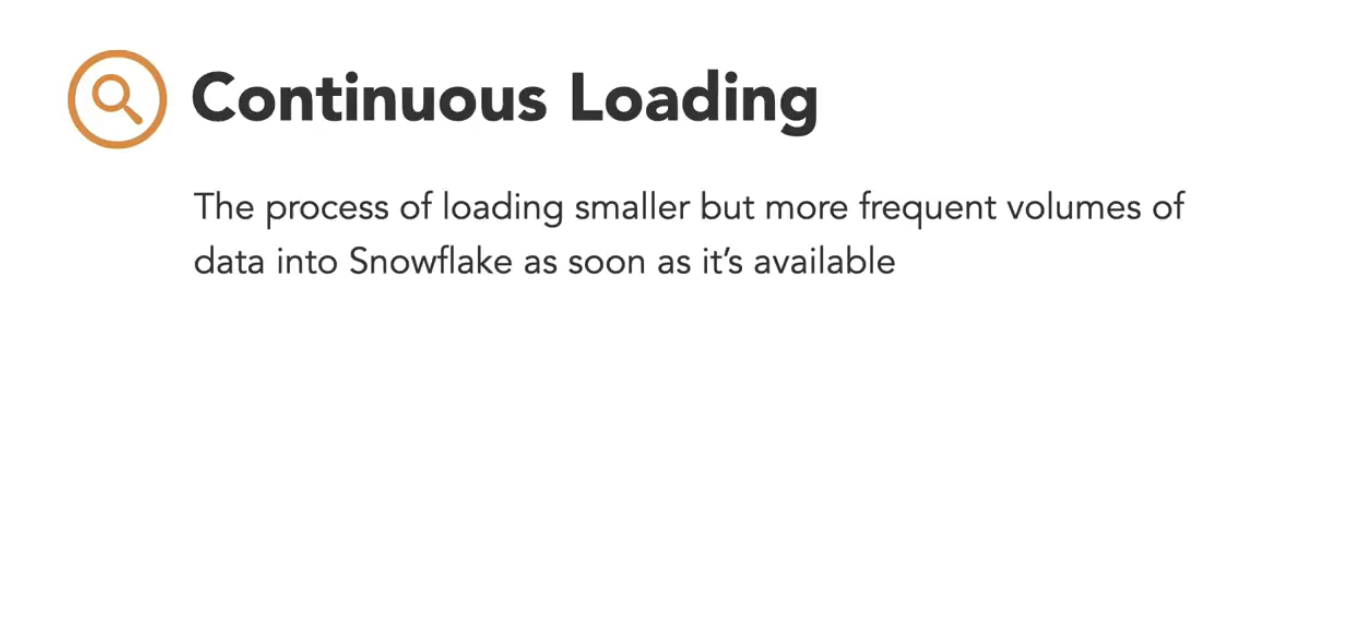 Continuous Loading
The process of loading smaller but more frequent volumes of
data into Snowflake as soon as it’s available